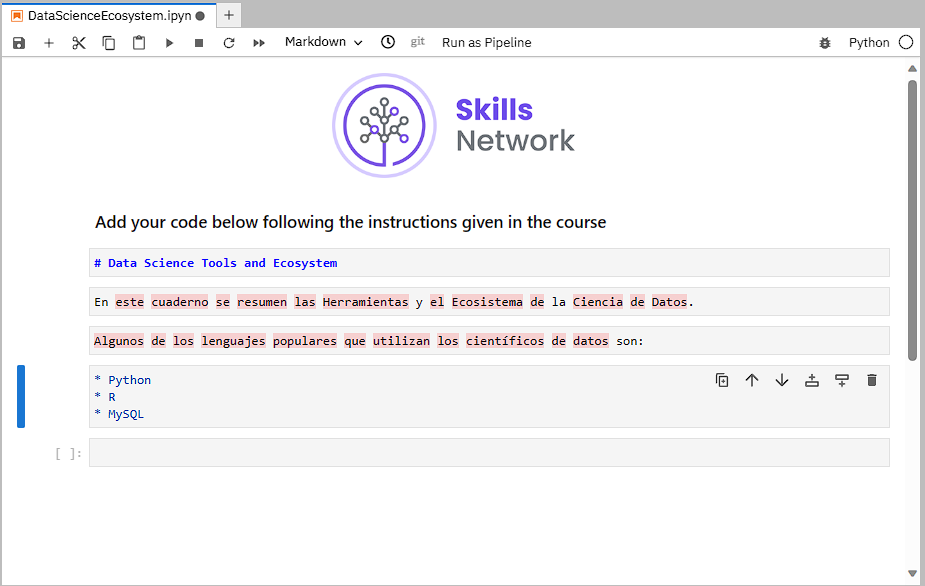 DataScienceEcosystem.ipyn
Markdown git Run as Pipeline Python
Skills
Network
Add your code below following the instructions given in the course
# Data Science Tools and Ecosystem
En este cuaderno se resumen las Herramientas y el Ecosistema de la Ciencia de Datos.
Algunos de los lenguajes populares que utilizan los científicos de datos son:
* Python
* R
* MySQL
[ ]: